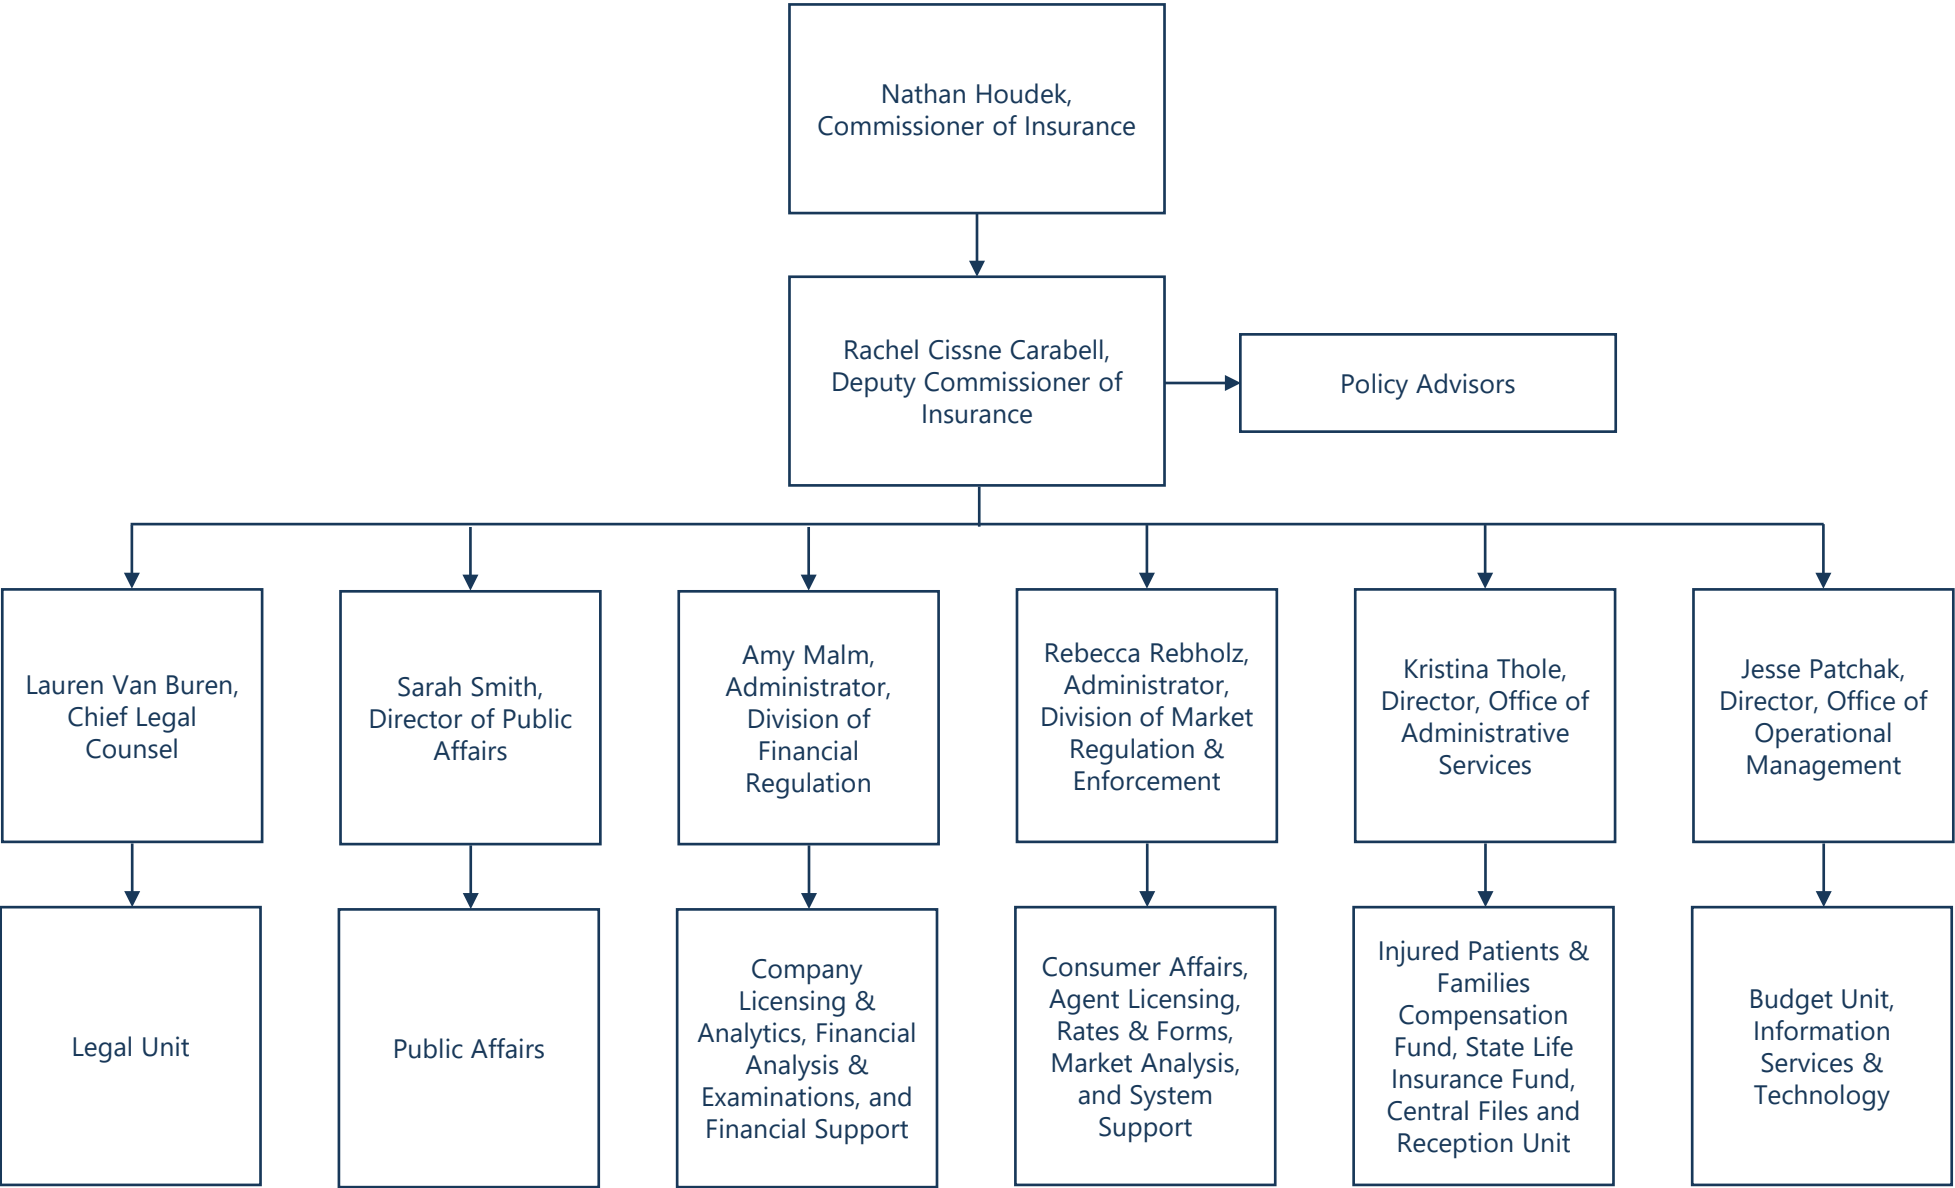 Nathan Houdek,
Commissioner of Insurance
Rachel Cissne Carabell,
Deputy Commissioner of
Insurance
Policy Advisors
Lauren Van Buren,
Chief Legal
Counsel
Sarah Smith,
Director of Public
Affairs
Amy Malm,
Administrator,
Division of
Financial
Regulation
Rebecca Rebholz,
Administrator,
Division of Market
Regulation &
Enforcement
Kristina Thole,
Director, Office of
Administrative
Services
Jesse Patchak,
Director, Office of
Operational
Management
Legal Unit
Public Affairs
Company
Licensing &
Analytics, Financial
Analysis &
Examinations, and
Financial Support
Consumer Affairs,
Agent Licensing,
Rates & Forms,
Market Analysis,
and System
Support
Injured Patients &
Families
Compensation
Fund, State Life
Insurance Fund,
Central Files and
Reception Unit
Budget Unit,
Information
Services &
Technology